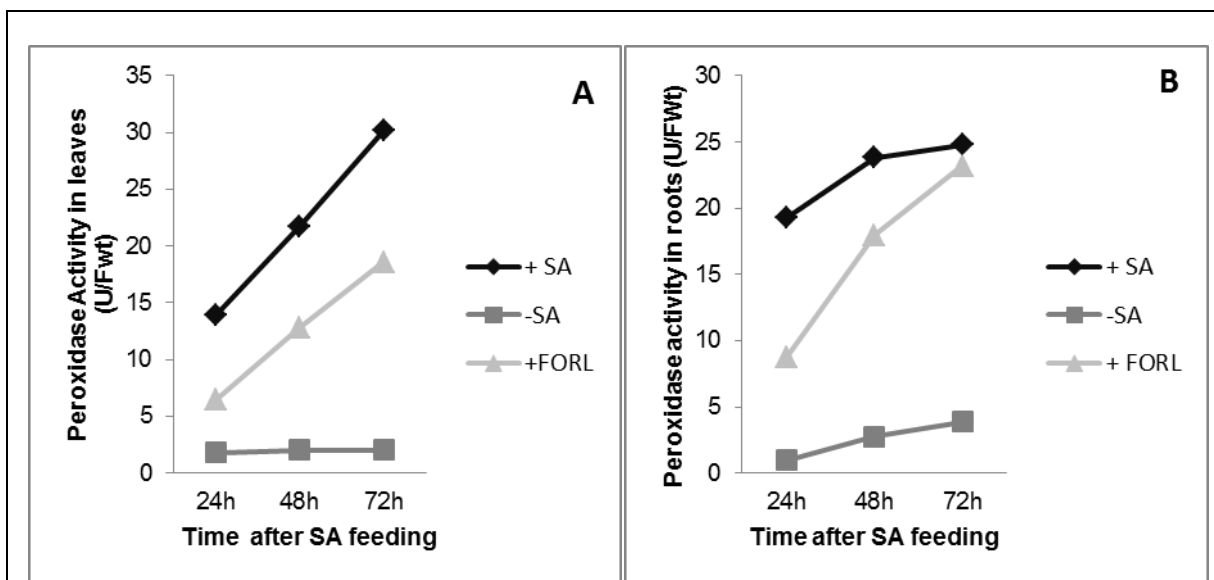 A
Peroxidase Activity in leaves
(U/Fwt)
35
30
25
20
15
10
5
0
24h 48h 72h
Time after SA feeding
+ SA
-SA
+FORL
B
Peroxidase activity in roots (U/FWt)
30
25
20
15
10
5
0
24h 48h 72h
Time after SA feeding
+ SA
-SA
+ FORL